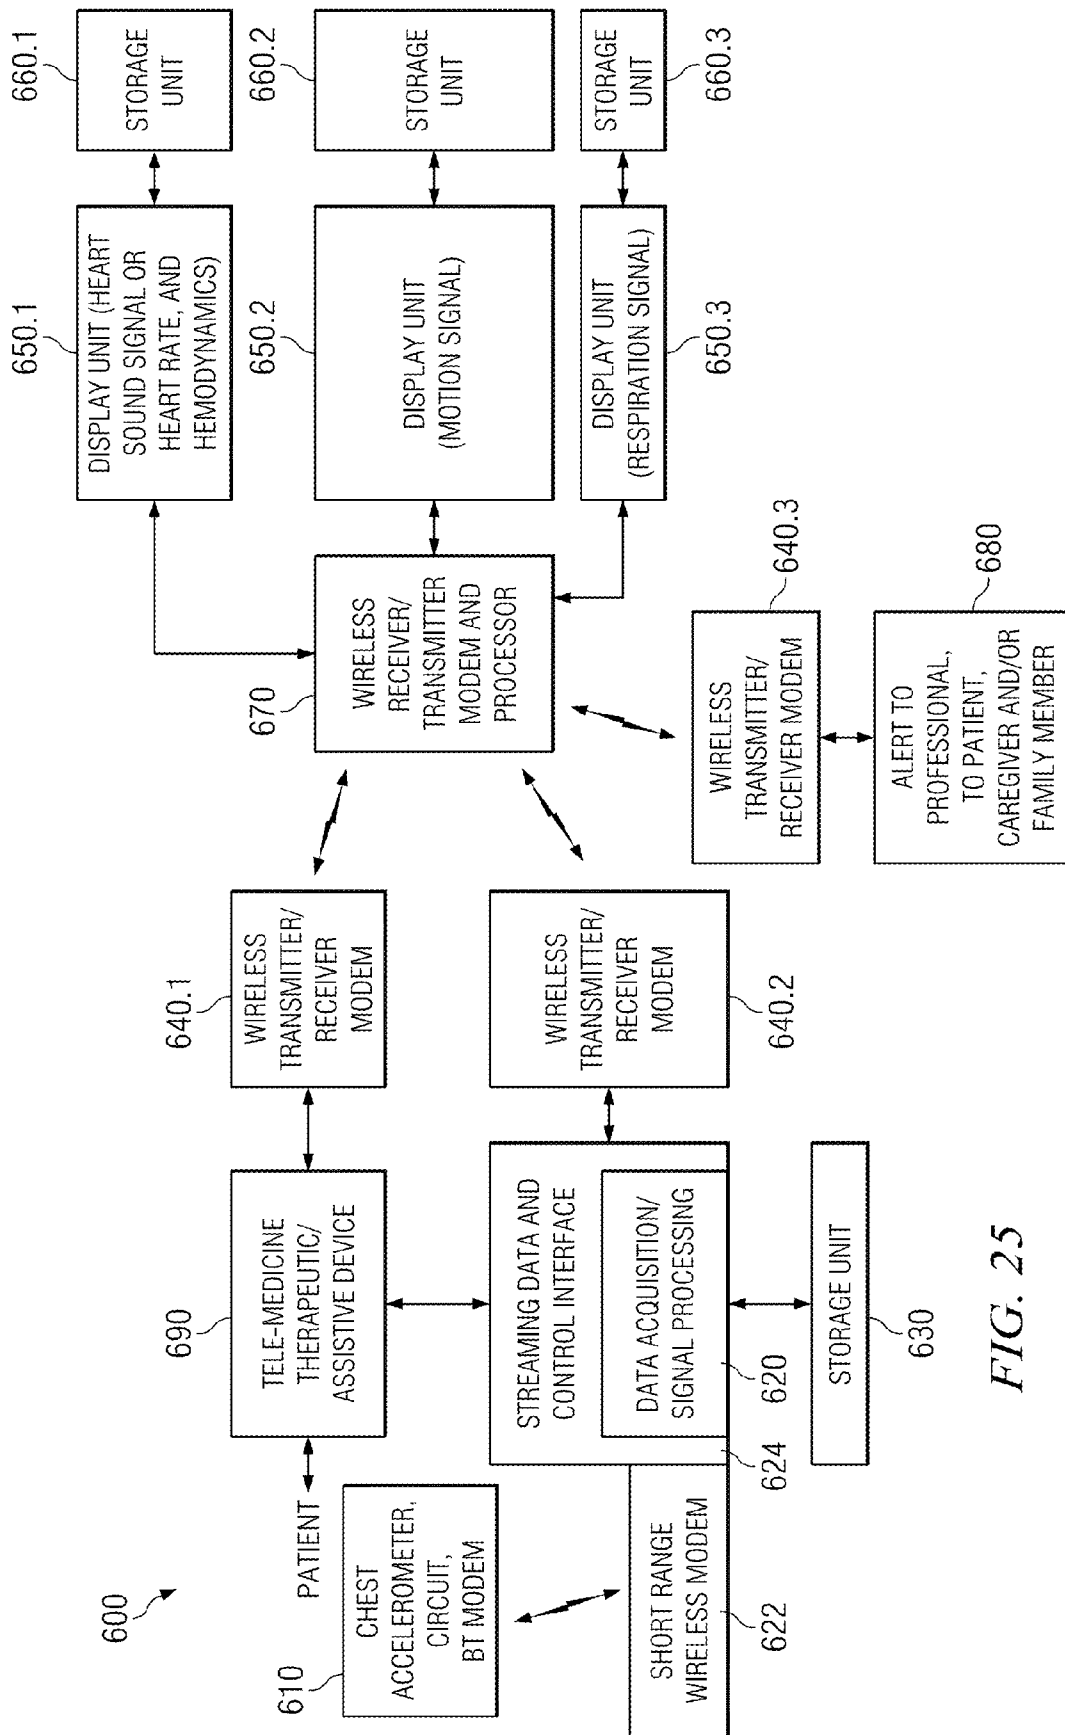 600
PATIENT
610
CHEST
ACCELEROMETER,
CIRCUIT,
BT MODEM
SHORT RANGE
WIRELESS MODEM
622
690
TELE-MEDICINE
THERAPEUTIC/
ASSISTIVE DEVICE
STREAMING DATA AND
CONTROL INTERFACE
DATA ACQUISITION/
SIGNAL PROCESSING
620
624
STORAGE UNIT
630
640.1
WIRELESS
TRANSMITTER/
RECEIVER
MODEM
WIRELESS
TRANSMITTER/
RECEIVER
MODEM
640.2
670
WIRELESS
RECEIVER/
TRANSMITTER
MODEM AND
PROCESSOR
WIRELESS
TRANSMITTER/
RECEIVER MODEM
640.3
ALERT TO
PROFESSIONAL,
TO PATIENT,
CAREGIVER AND/OR
FAMILY MEMBER
680
650.1
DISPLAY UNIT (HEART
SOUND SIGNAL OR
HEART RATE, AND
HEMODYNAMICS)
650.2
DISPLAY UNIT
(MOTION SIGNAL)
DISPLAY UNIT
(RESPIRATION SIGNAL)
650.3
660.1
STORAGE
UNIT
660.2
STORAGE
UNIT
STORAGE
UNIT
660.3
FIG. 25